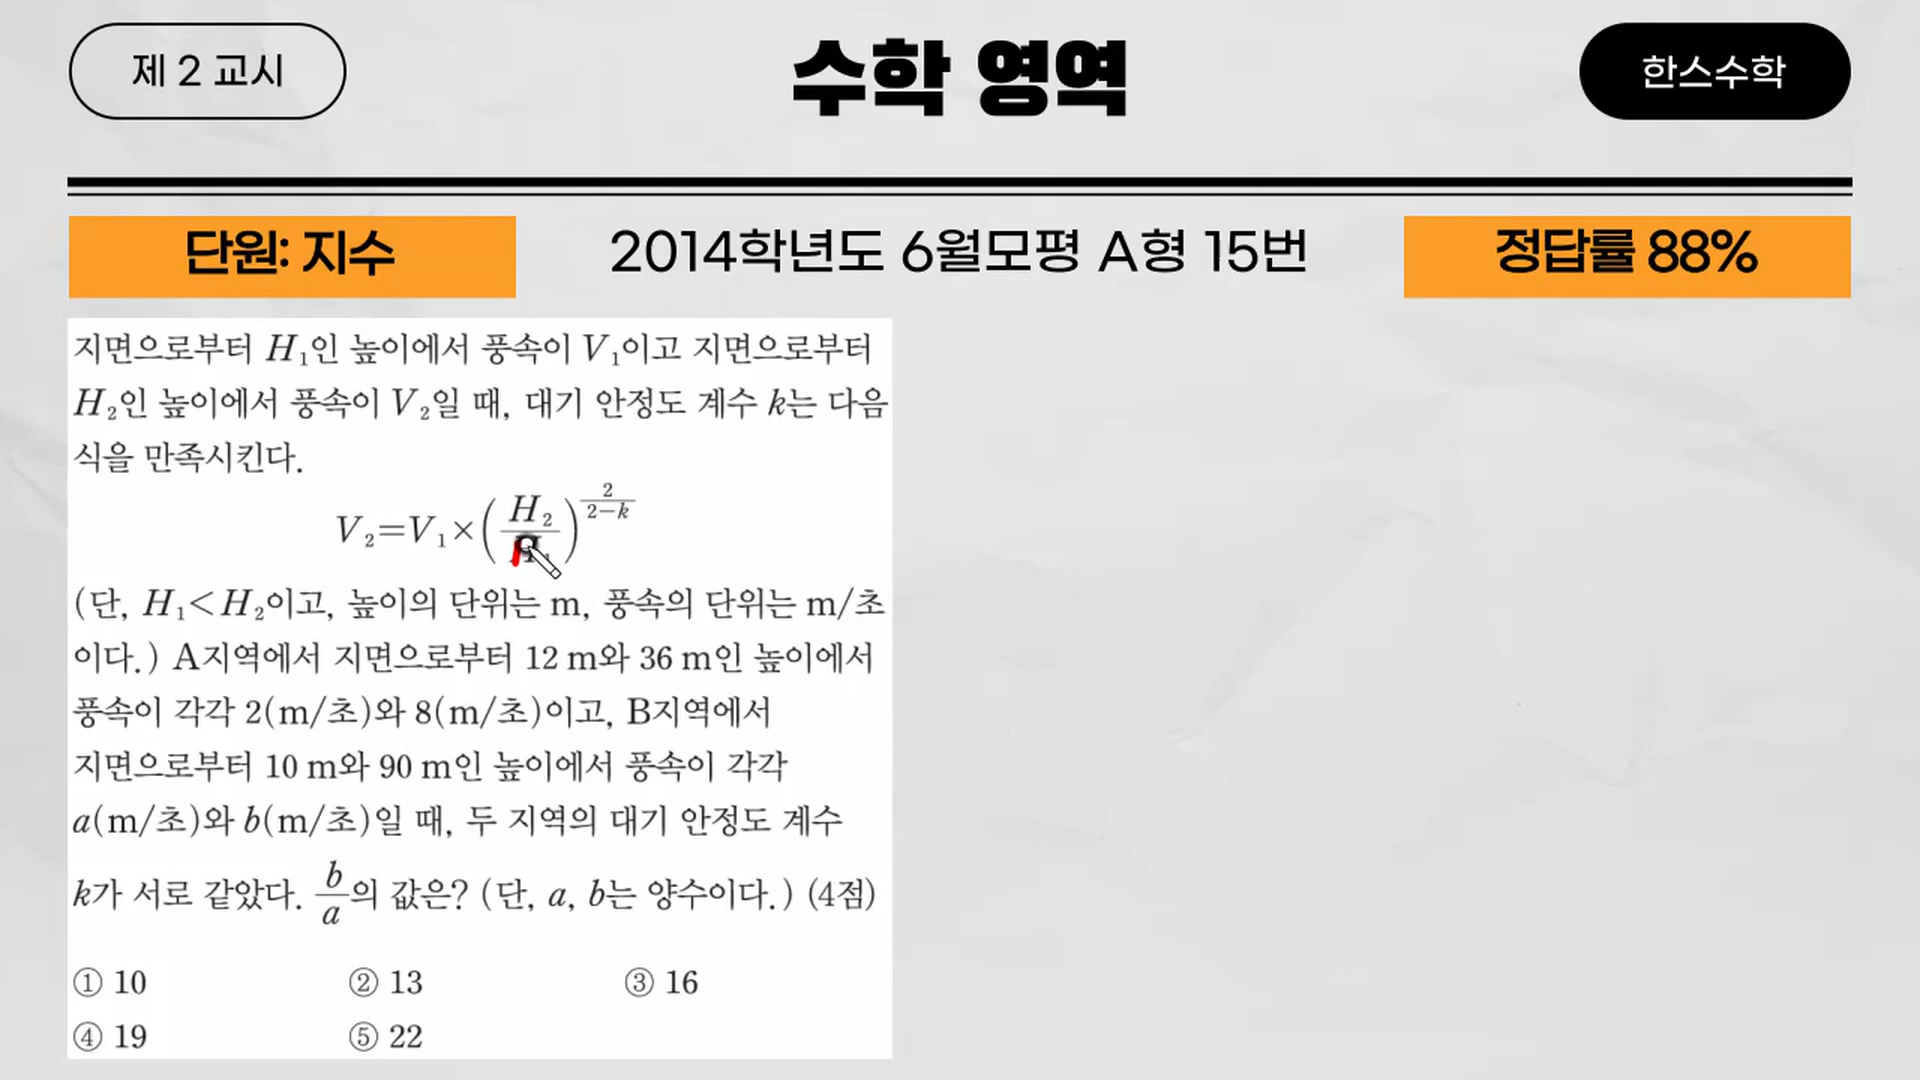 제 2 교시
수학 영역
한스수학
단원: 지수
2014학년도 6월모평 A형 15번
정답률 88%
지면으로부터 H₁인 높이에서 풍속이 V₁이고 지면으로부터
H₂인 높이에서 풍속이 V₂일 때, 대기 안정도 계수 k는 다음
식을 만족시킨다.
V₂=V₁×(H₂/H₁)^(2/(2−k))
(단, H₁<H₂이고, 높이의 단위는 m, 풍속의 단위는 m/초
이다.) A지역에서 지면으로부터 12 m와 36 m인 높이에서
풍속이 각각 2(m/초)와 8(m/초)이고, B지역에서
지면으로부터 10 m와 90 m인 높이에서 풍속이 각각
a(m/초)와 b(m/초)일 때, 두 지역의 대기 안정도 계수
k가 서로 같았다. b/a의 값은? (단, a, b는 양수이다.) (4점)
① 10 ② 13 ③ 16
④ 19 ⑤ 22